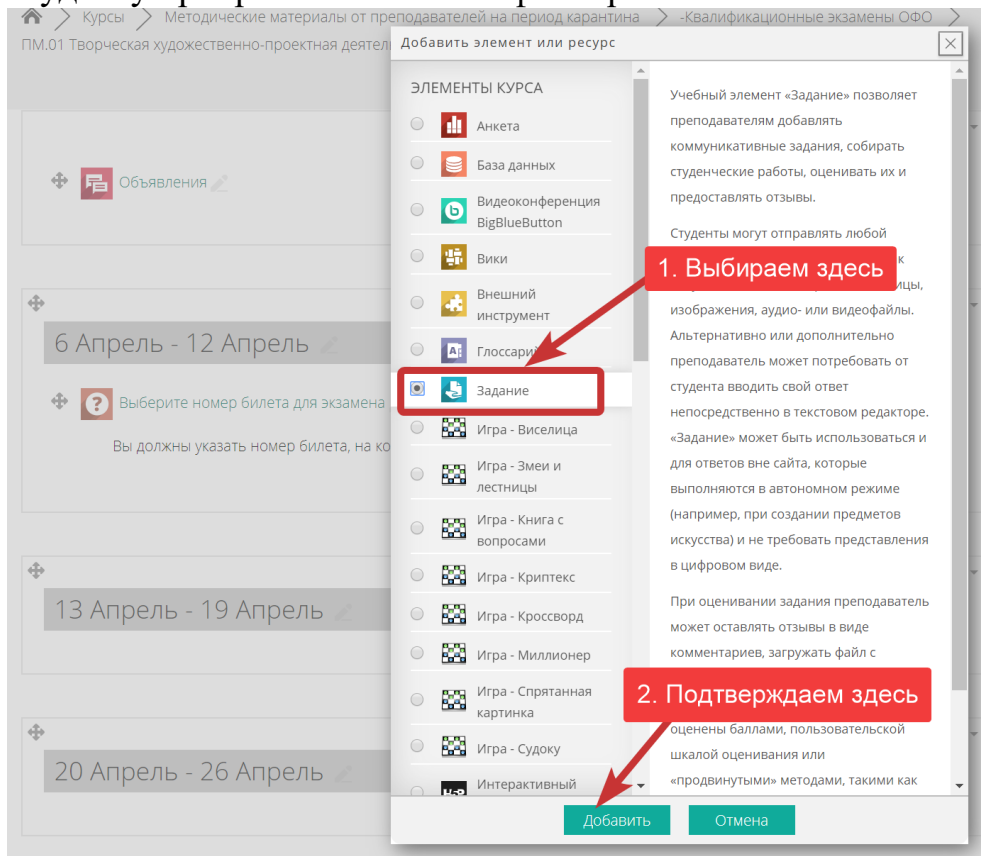 Курсы > Методические материалы от преподавателей на период карантина > -Квалификационные экзамены ОФО >
ПМ.01 Творческая художественно-проектная
Объявления
6 Апрель - 12 Апрель
Выберите номер билета для экзамена
Вы должны указать номер билета, на
13 Апрель - 19 Апрель
20 Апрель - 26 Апрель
Добавить элемент или ресурс
ЭЛЕМЕНТЫ КУРСА
Анкета
База данных
Видеоконференция
BigBlueButton
Вики
Внешний
инструмент
Глоссарий
Задание
Игра - Виселица
Игра - Змеи и
лестницы
Игра - Книга с
вопросами
Игра - Криптекс
Игра - Кроссворд
Игра - Миллионер
Игра - Спрятанная
картинка
Игра - Судоку
Интерактивный
Учебный элемент «Задание» позволяет
преподавателям добавлять
коммуникативные задания, собирать
студенческие работы, оценивать их и
предоставлять отзывы.
Студенты могут отправлять любой
1. Выбираем здесь
изображения, аудио- или видеофайлы.
Альтернативно или дополнительно
преподаватель может потребовать от
студента вводить свой ответ
непосредственно в текстовом редакторе.
«Задание» может быть использоваться и
для ответов вне сайта, которые
выполняются в автономном режиме
(например, при создании предметов
искусства) и не требовать представления
в цифровом виде.
При оценивании задания преподаватель
может оставлять отзывы в виде
комментариев, загружать файл с
2. Подтверждаем здесь
оценены баллами, пользовательской
шкалой оценивания или
«продвинутыми» методами, такими как
Добавить
Отмена